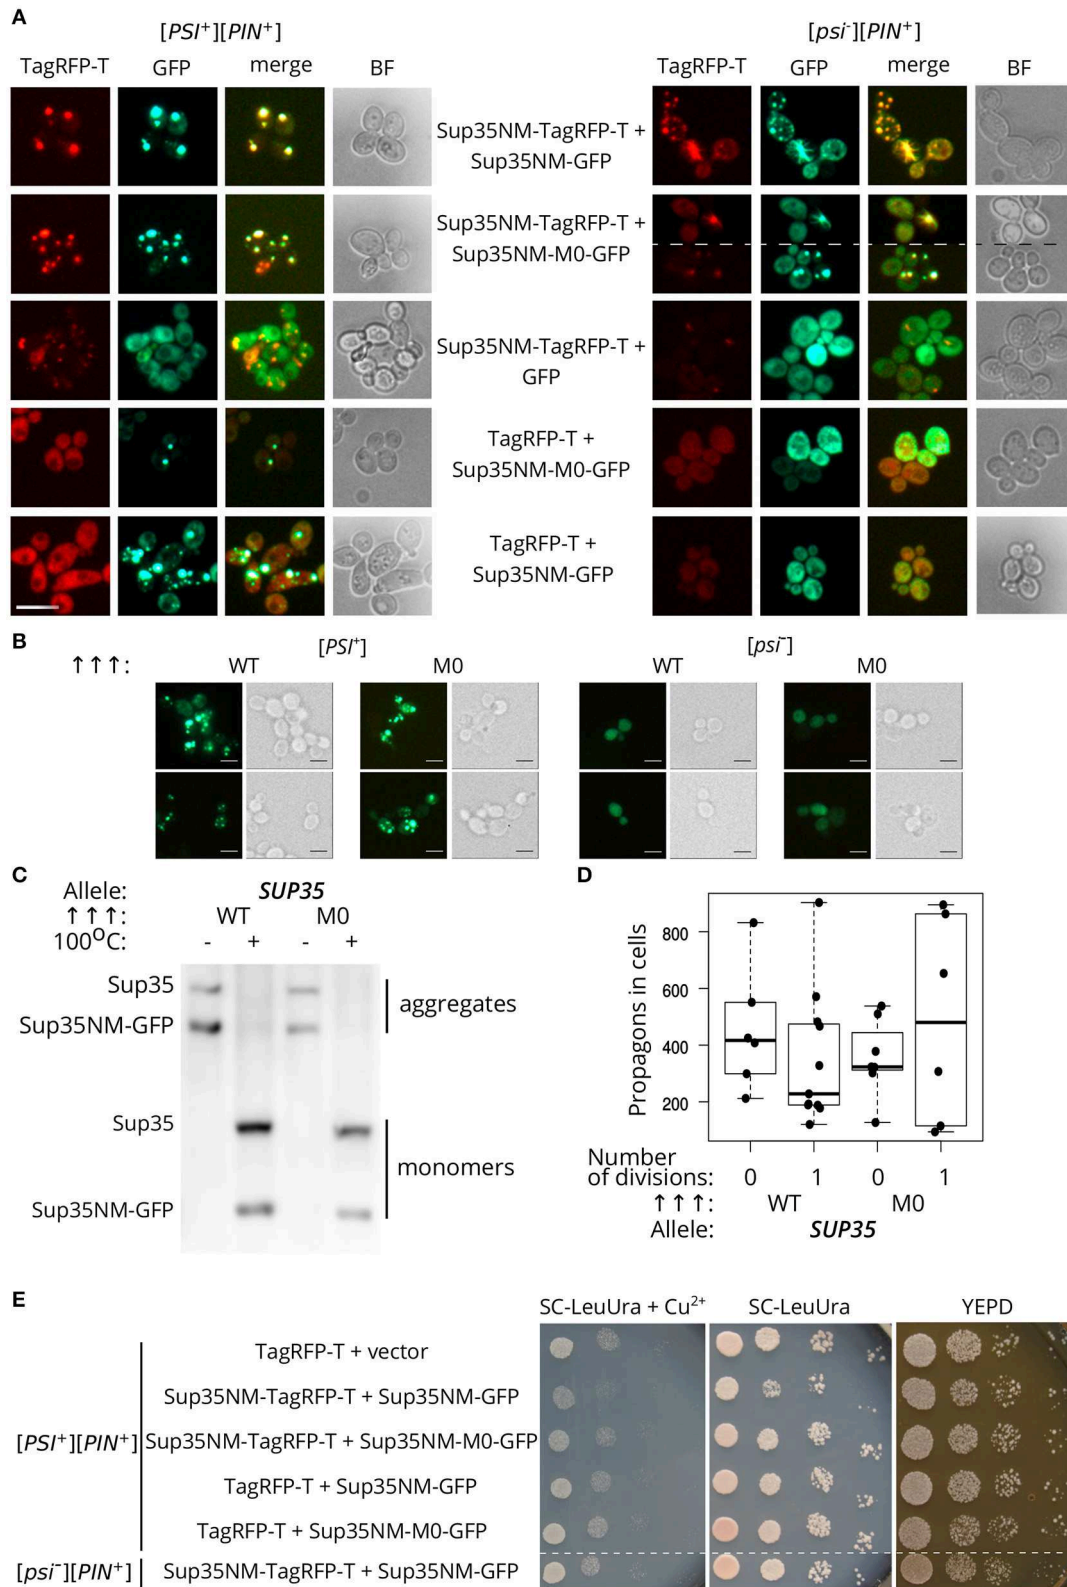 A
[PSI⁺][PIN⁺]
[psi⁻][PIN⁺]
TagRFP-T GFP merge BF
TagRFP-T GFP merge BF
Sup35NM-TagRFP-T +
Sup35NM-GFP
Sup35NM-TagRFP-T +
Sup35NM-M0-GFP
Sup35NM-TagRFP-T +
GFP
TagRFP-T +
Sup35NM-M0-GFP
TagRFP-T +
Sup35NM-GFP
B
[PSI⁺]
[psi⁻]
↑↑↑: WT M0 WT M0
C
Allele: SUP35
↑↑↑: WT M0
100⁰C: - + - +
Sup35
Sup35NM-GFP
aggregates
Sup35
Sup35NM-GFP
monomers
D
Propagons in cells
800
600
400
200
Number
of divisions: 0 1 0 1
↑↑↑: WT M0
Allele: SUP35
E
SC-LeuUra + Cu²⁺ SC-LeuUra YEPD
TagRFP-T + vector
Sup35NM-TagRFP-T + Sup35NM-GFP
[PSI⁺][PIN⁺] Sup35NM-TagRFP-T + Sup35NM-M0-GFP
TagRFP-T + Sup35NM-GFP
TagRFP-T + Sup35NM-M0-GFP
[psi⁻][PIN⁺] Sup35NM-TagRFP-T + Sup35NM-GFP